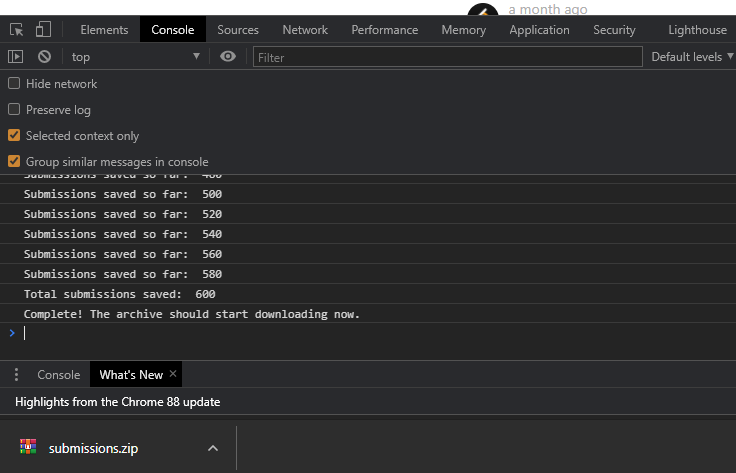 a month ago
Elements Console Sources Network Performance Memory Application Security Lighthouse
top Filter Default levels
Hide network
Preserve log
Selected context only
Group similar messages in console
Submissions saved so far: 480
Submissions saved so far: 500
Submissions saved so far: 520
Submissions saved so far: 540
Submissions saved so far: 560
Submissions saved so far: 580
Total submissions saved: 600
Complete! The archive should start downloading now.
Console What's New
Highlights from the Chrome 88 update
submissions.zip